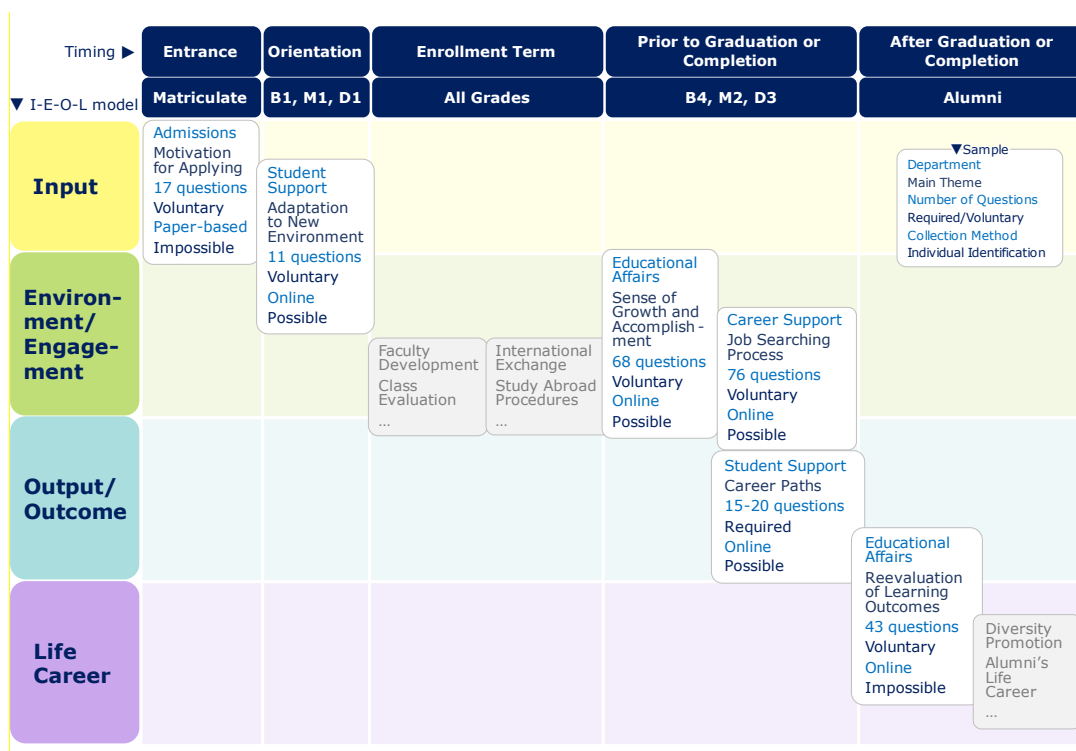 Timing ▶
Entrance
Orientation
Enrollment Term
Prior to Graduation or
Completion
After Graduation or
Completion
▼ I-E-O-L model
Matriculate
B1, M1, D1
All Grades
B4, M2, D3
Alumni
Input
Admissions
Motivation
for Applying
17 questions
Voluntary
Paper-based
Impossible
Student
Support
Adaptation
to New
Environment
11 questions
Voluntary
Online
Possible
▼Sample
Department
Main Theme
Number of Questions
Required/Voluntary
Collection Method
Individual Identification
Environ-
ment/
Engage-
ment
Faculty
Development
Class
Evaluation
...
International
Exchange
Study Abroad
Procedures
...
Educational
Affairs
Sense of
Growth and
Accomplish-
ment
68 questions
Voluntary
Online
Possible
Career Support
Job Searching
Process
76 questions
Voluntary
Online
Possible
Output/
Outcome
Student Support
Career Paths
15-20 questions
Required
Online
Possible
Life
Career
Educational
Affairs
Reevaluation
of Learning
Outcomes
43 questions
Voluntary
Online
Impossible
Diversity
Promotion
Alumni’s
Life
Career
...